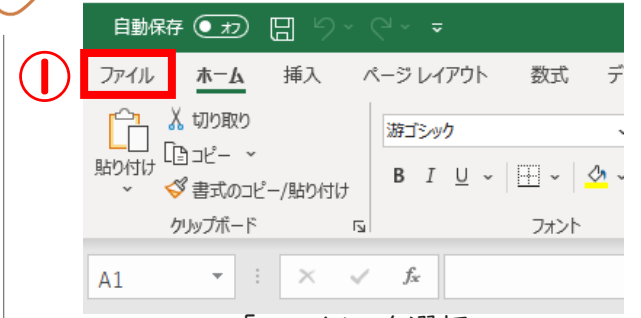 自動保存 オフ
① ファイル ホーム 挿入 ページ レイアウト 数式 デ
切り取り
貼り付け コピー
書式のコピー/貼り付け
クリップボード
游ゴシック
B I U
フォント
A1 fx